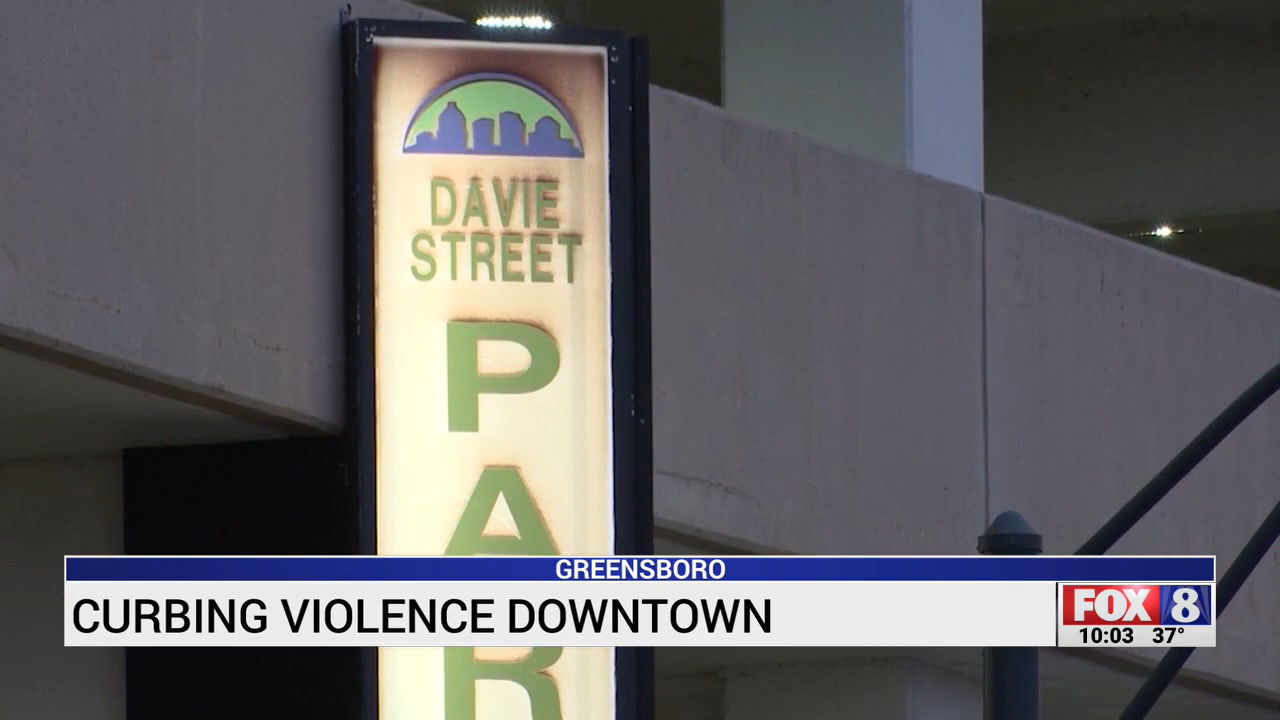 DAVIE
STREET
P
A
R
GREENSBORO
CURBING VIOLENCE DOWNTOWN
FOX 8
10:03 37°